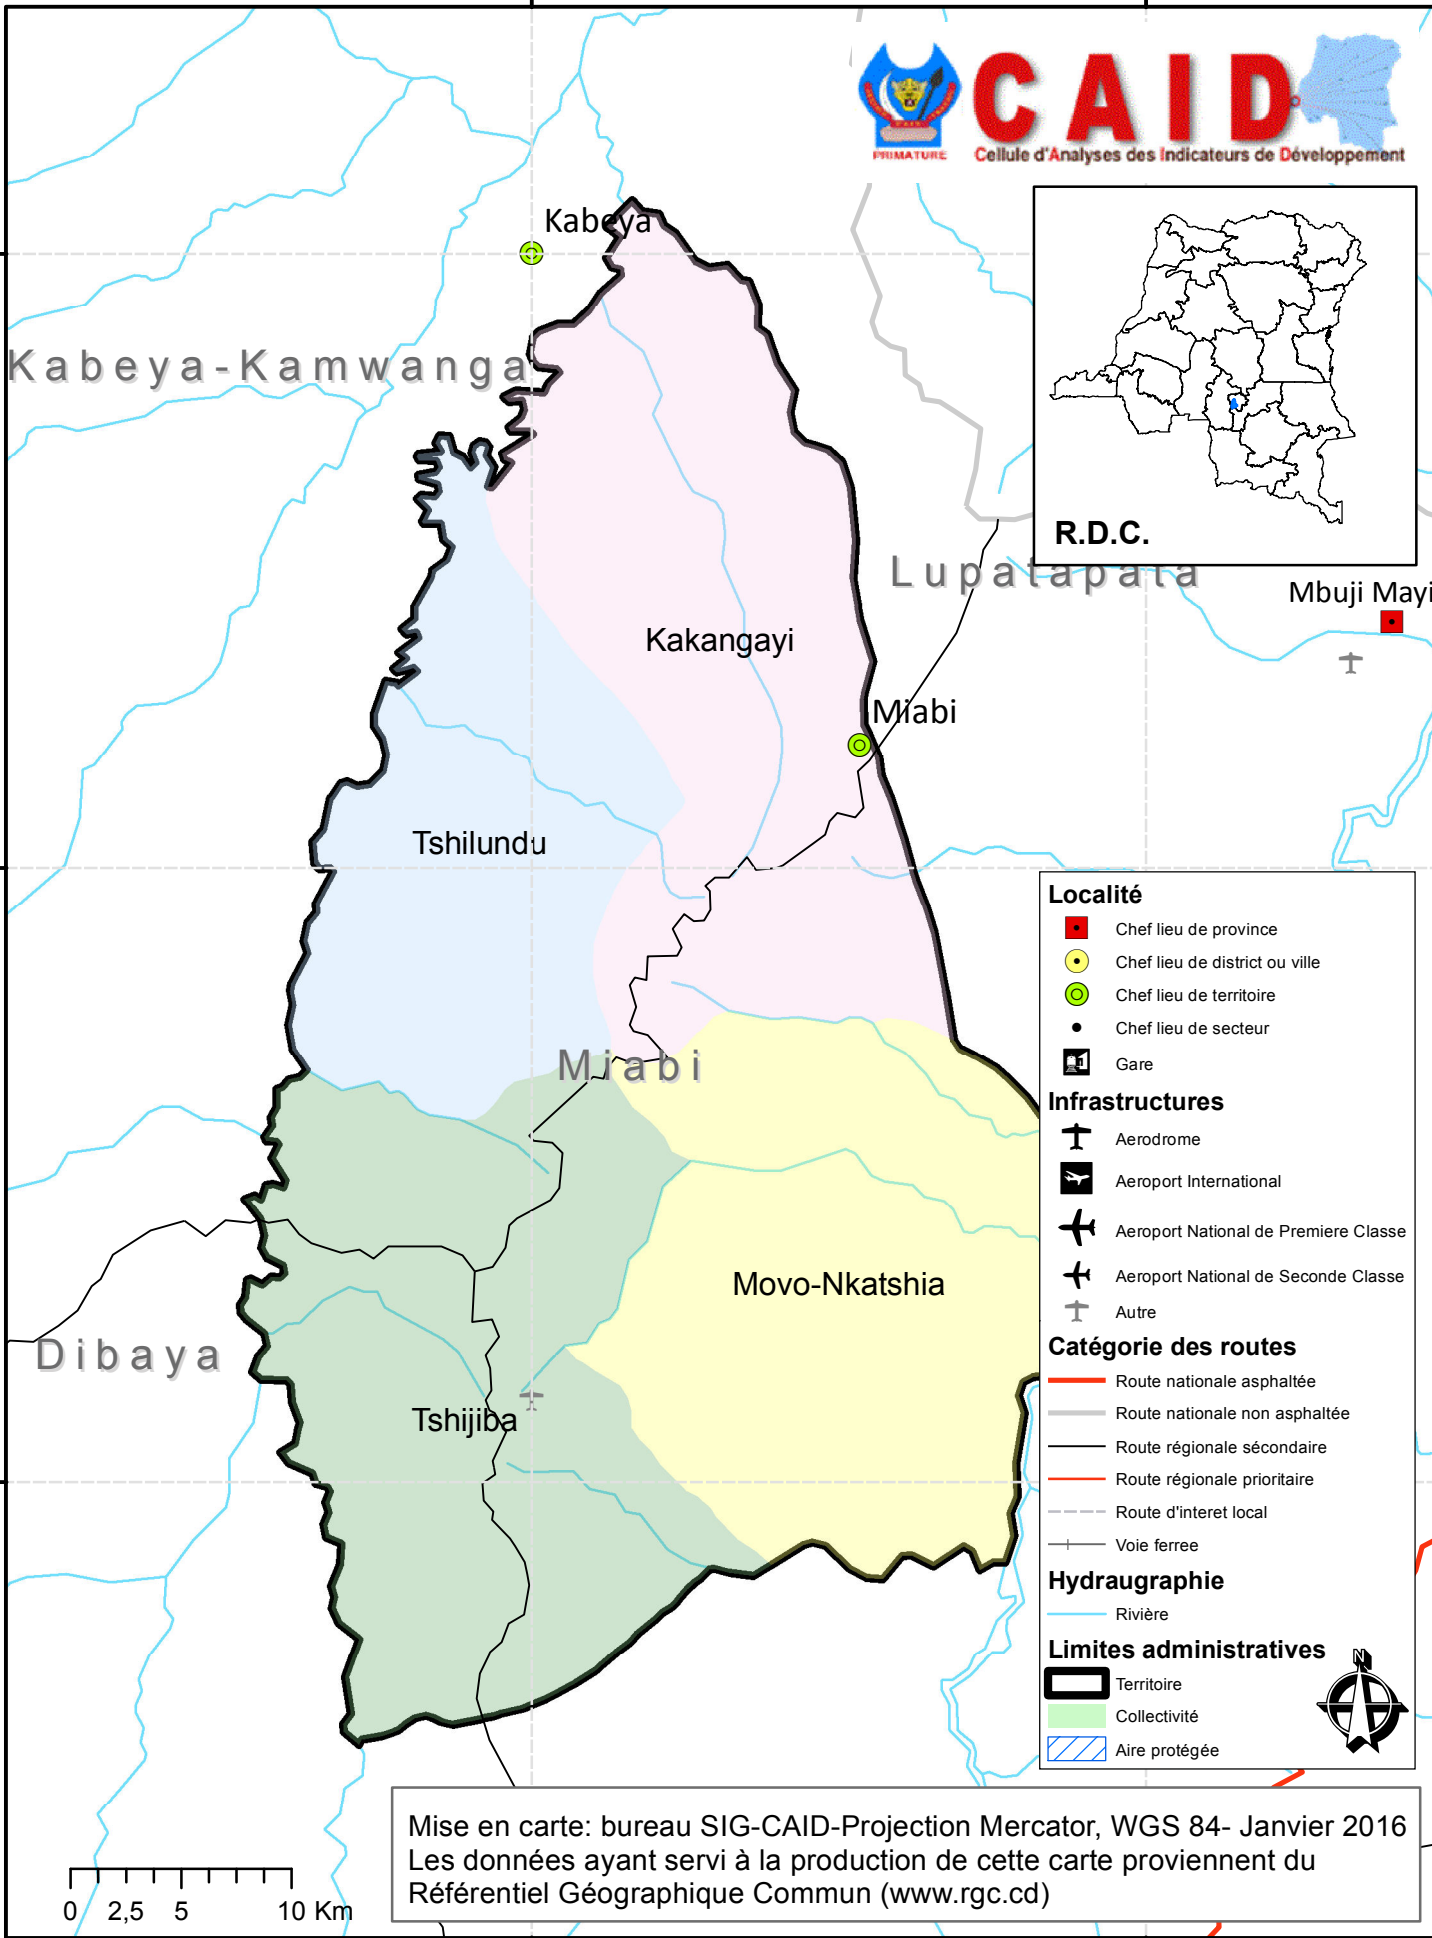 CAID
PRIMATURE
Cellule d'Analyses des Indicateurs de Développement
Kabeya
Kabeya-Kamwanga
R.D.C.
Lupatapata
Mbuji Mayi
Kakangayi
Miabi
Tshilundu
Miabi
Movo-Nkatshia
Dibaya
Tshijiba
Localité
Chef lieu de province
Chef lieu de district ou ville
Chef lieu de territoire
Chef lieu de secteur
Gare
Infrastructures
Aerodrome
Aeroport International
Aeroport National de Premiere Classe
Aeroport National de Seconde Classe
Autre
Catégorie des routes
Route nationale asphaltée
Route nationale non asphaltée
Route régionale sécondaire
Route régionale prioritaire
Route d'interet local
Voie ferree
Hydraugraphie
Rivière
Limites administratives
Territoire
Collectivité
Aire protégée
N
Mise en carte: bureau SIG-CAID-Projection Mercator, WGS 84- Janvier 2016
Les données ayant servi à la production de cette carte proviennent du
Référentiel Géographique Commun (www.rgc.cd)
0 2,5 5 10 Km